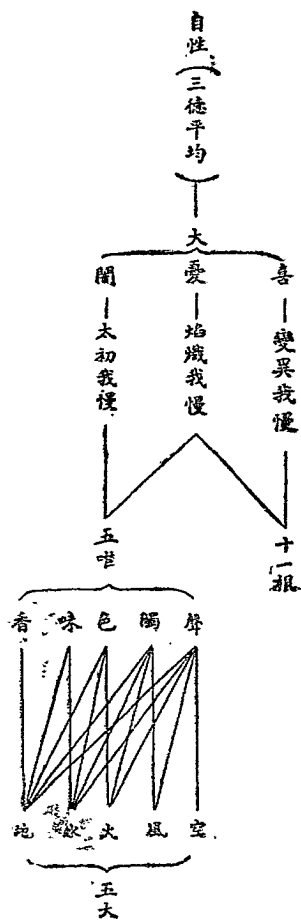 自性(三德平均)
大
喜 憂 闇
變異我慢
焰熾我慢
太初我慢
十一根
五唯
聲 觸 色 味 香
空 風 火 水 地
五大